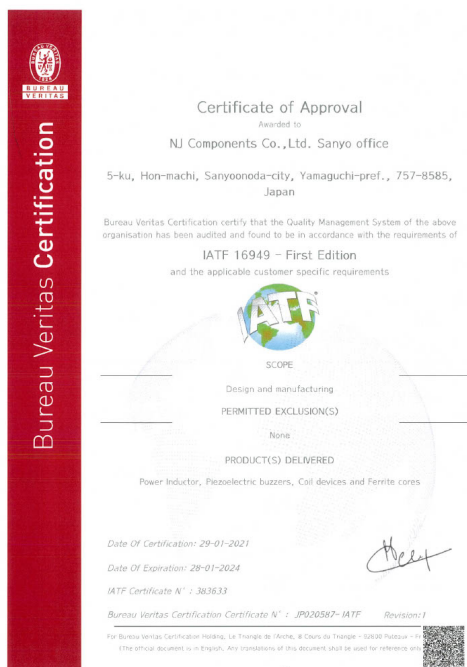 BUREAU VERITAS
1828
BUREAU
VERITAS
Bureau Veritas Certification
Certificate of Approval
Awarded to
NJ Components Co.,Ltd. Sanyo office
5-ku, Hon-machi, Sanyoonoda-city, Yamaguchi-pref., 757-8585,
Japan
Bureau Veritas Certification certify that the Quality Management System of the above
organisation has been audited and found to be in accordance with the requirements of
IATF 16949 - First Edition
and the applicable customer specific requirements
IATF
SCOPE
Design and manufacturing
PERMITTED EXCLUSION(S)
None
PRODUCT(S) DELIVERED
Power Inductor, Piezoelectric buzzers, Coil devices and Ferrite cores
Date Of Certification: 29-01-2021
Date Of Expiration: 28-01-2024
IATF Certificate N° : 383633
Bureau Veritas Certification Certificate N° : JP020587-IATF Revision:1
For Bureau Veritas Certification Holding, Le Triangle de l'Arche, 8 Cours du Triangle - 92800 Puteaux - Fr
(The official document is in English. Any translations of this document shall be used for reference only